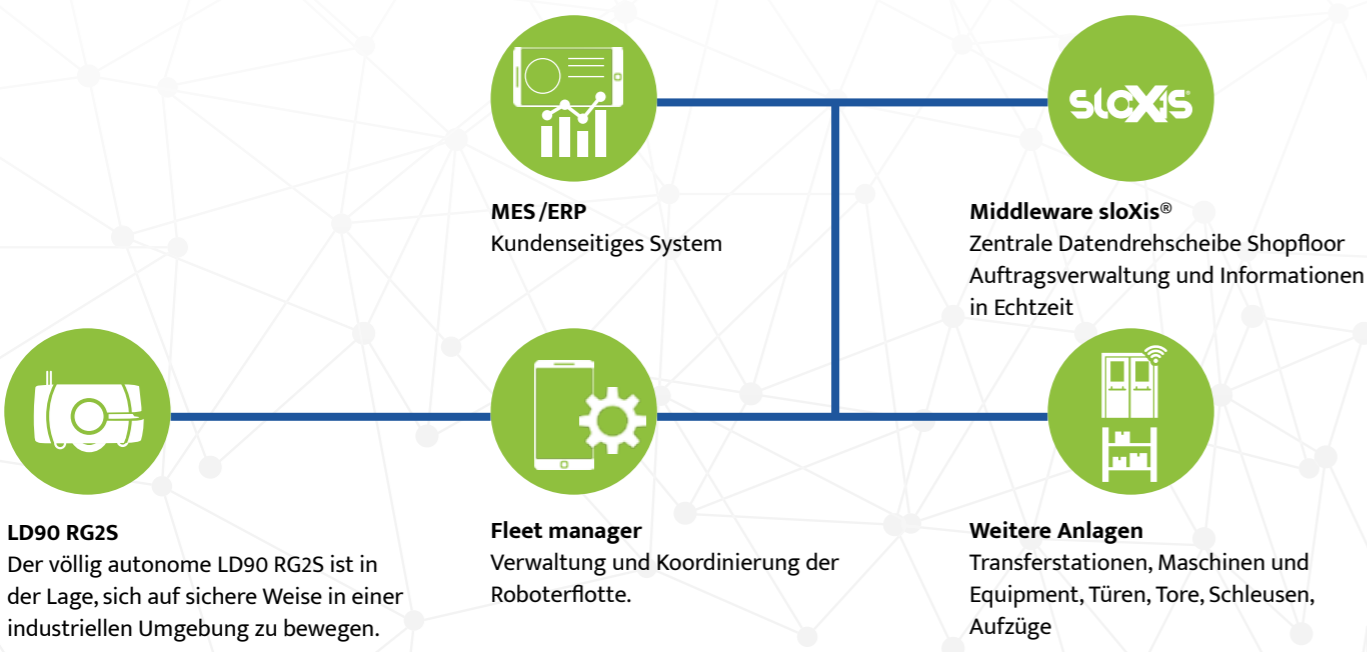 sloXis
MES/ERP
Kundenseitiges System
Middleware sloXis®
Zentrale Datendrehscheibe Shopfloor
Auftragsverwaltung und Informationen
in Echtzeit
LD90 RG2S
Der völlig autonome LD90 RG2S ist in
der Lage, sich auf sichere Weise in einer
industriellen Umgebung zu bewegen.
Fleet manager
Verwaltung und Koordinierung der
Roboterflotte.
Weitere Anlagen
Transferstationen, Maschinen und
Equipment, Türen, Tore, Schleusen,
Aufzüge